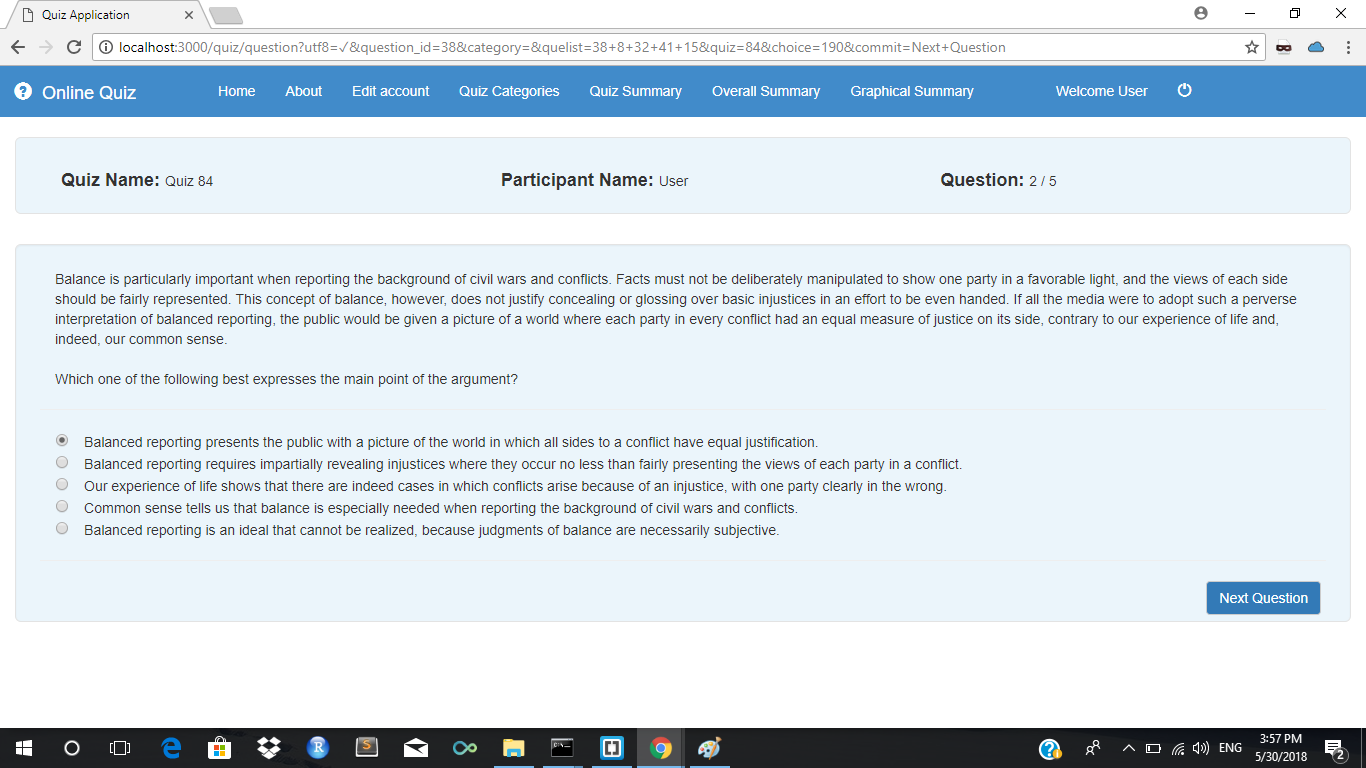 Quiz Application
localhost:3000/quiz/question?utf8=✓&question_id=38&category=&quelist=38+8+32+41+15&quiz=84&choice=190&commit=Next+Question
? Online Quiz Home About Edit account Quiz Categories Quiz Summary Overall Summary Graphical Summary Welcome User
Quiz Name: Quiz 84 Participant Name: User Question: 2 / 5
Balance is particularly important when reporting the background of civil wars and conflicts. Facts must not be deliberately manipulated to show one party in a favorable light, and the views of each side
should be fairly represented. This concept of balance, however, does not justify concealing or glossing over basic injustices in an effort to be even handed. If all the media were to adopt such a perverse
interpretation of balanced reporting, the public would be given a picture of a world where each party in every conflict had an equal measure of justice on its side, contrary to our experience of life and,
indeed, our common sense.
Which one of the following best expresses the main point of the argument?
Balanced reporting presents the public with a picture of the world in which all sides to a conflict have equal justification.
Balanced reporting requires impartially revealing injustices where they occur no less than fairly presenting the views of each party in a conflict.
Our experience of life shows that there are indeed cases in which conflicts arise because of an injustice, with one party clearly in the wrong.
Common sense tells us that balance is especially needed when reporting the background of civil wars and conflicts.
Balanced reporting is an ideal that cannot be realized, because judgments of balance are necessarily subjective.
Next Question
R S ? ENG 3:57 PM
5/30/2018 2